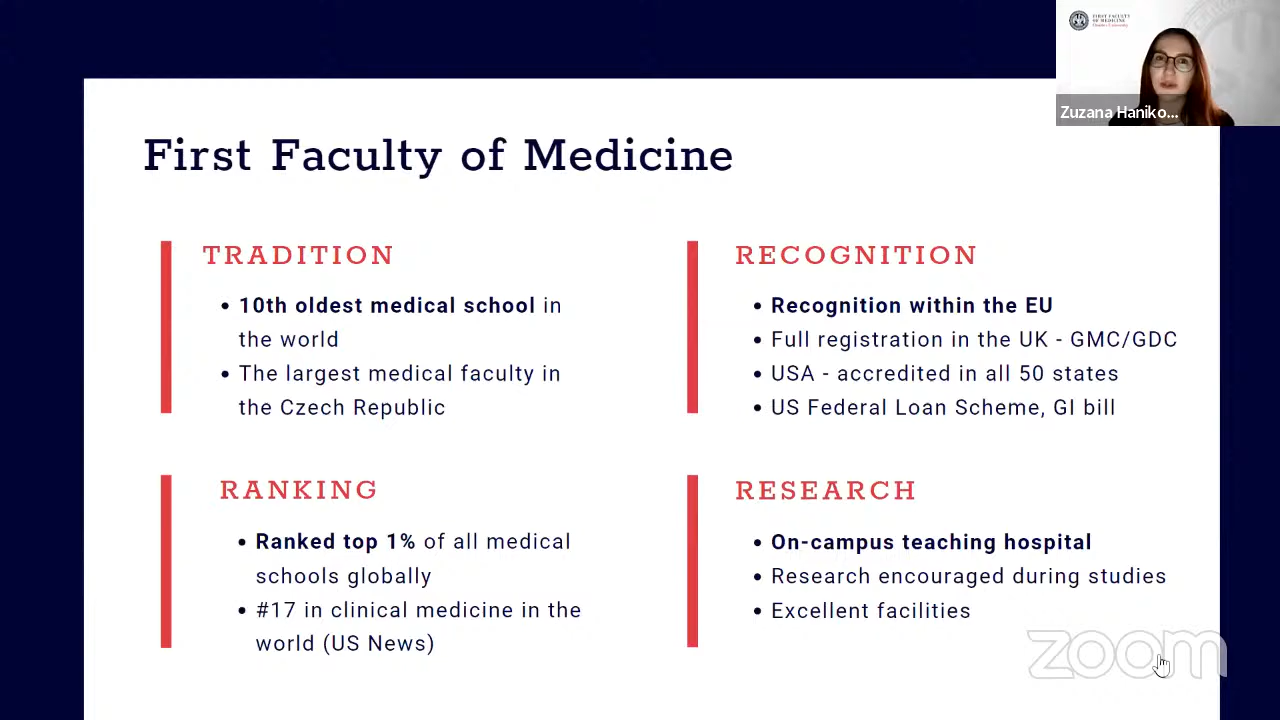 FIRST FACULTY
OF MEDICINE
Charles University
Zuzana Haniko...
First Faculty of Medicine
TRADITION
• 10th oldest medical school in
the world
• The largest medical faculty in
the Czech Republic
RECOGNITION
• Recognition within the EU
• Full registration in the UK - GMC/GDC
• USA - accredited in all 50 states
• US Federal Loan Scheme, GI bill
RANKING
• Ranked top 1% of all medical
schools globally
• #17 in clinical medicine in the
world (US News)
RESEARCH
• On-campus teaching hospital
• Research encouraged during studies
• Excellent facilities
zoom